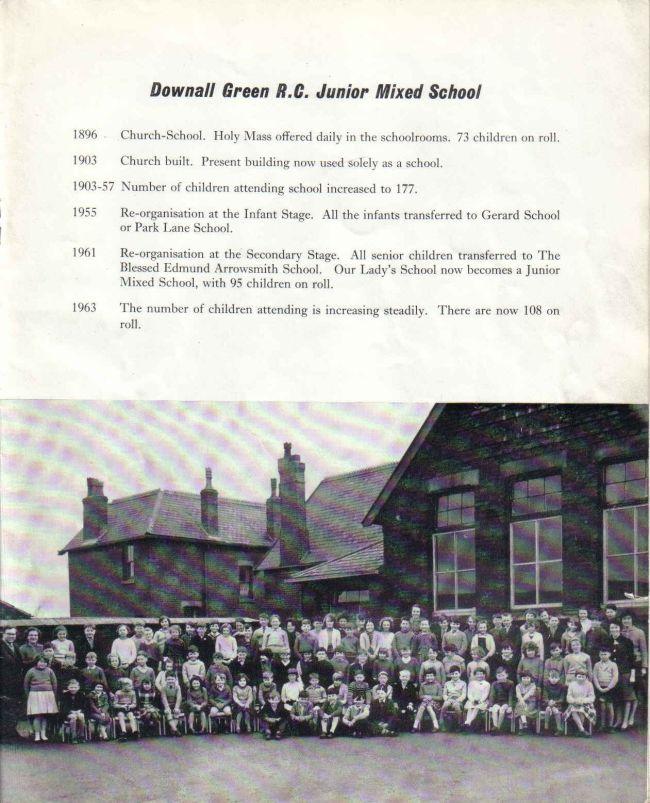 Downall Green R.C. Junior Mixed School
1896 Church-School. Holy Mass offered daily in the schoolrooms. 73 children on roll.
1903 Church built. Present building now used solely as a school.
1903-57 Number of children attending school increased to 177.
1955 Re-organisation at the Infant Stage. All the infants transferred to Gerard School
or Park Lane School.
1961 Re-organisation at the Secondary Stage. All senior children transferred to The
Blessed Edmund Arrowsmith School. Our Lady's School now becomes a Junior
Mixed School, with 95 children on roll.
1963 The number of children attending is increasing steadily. There are now 108 on
roll.